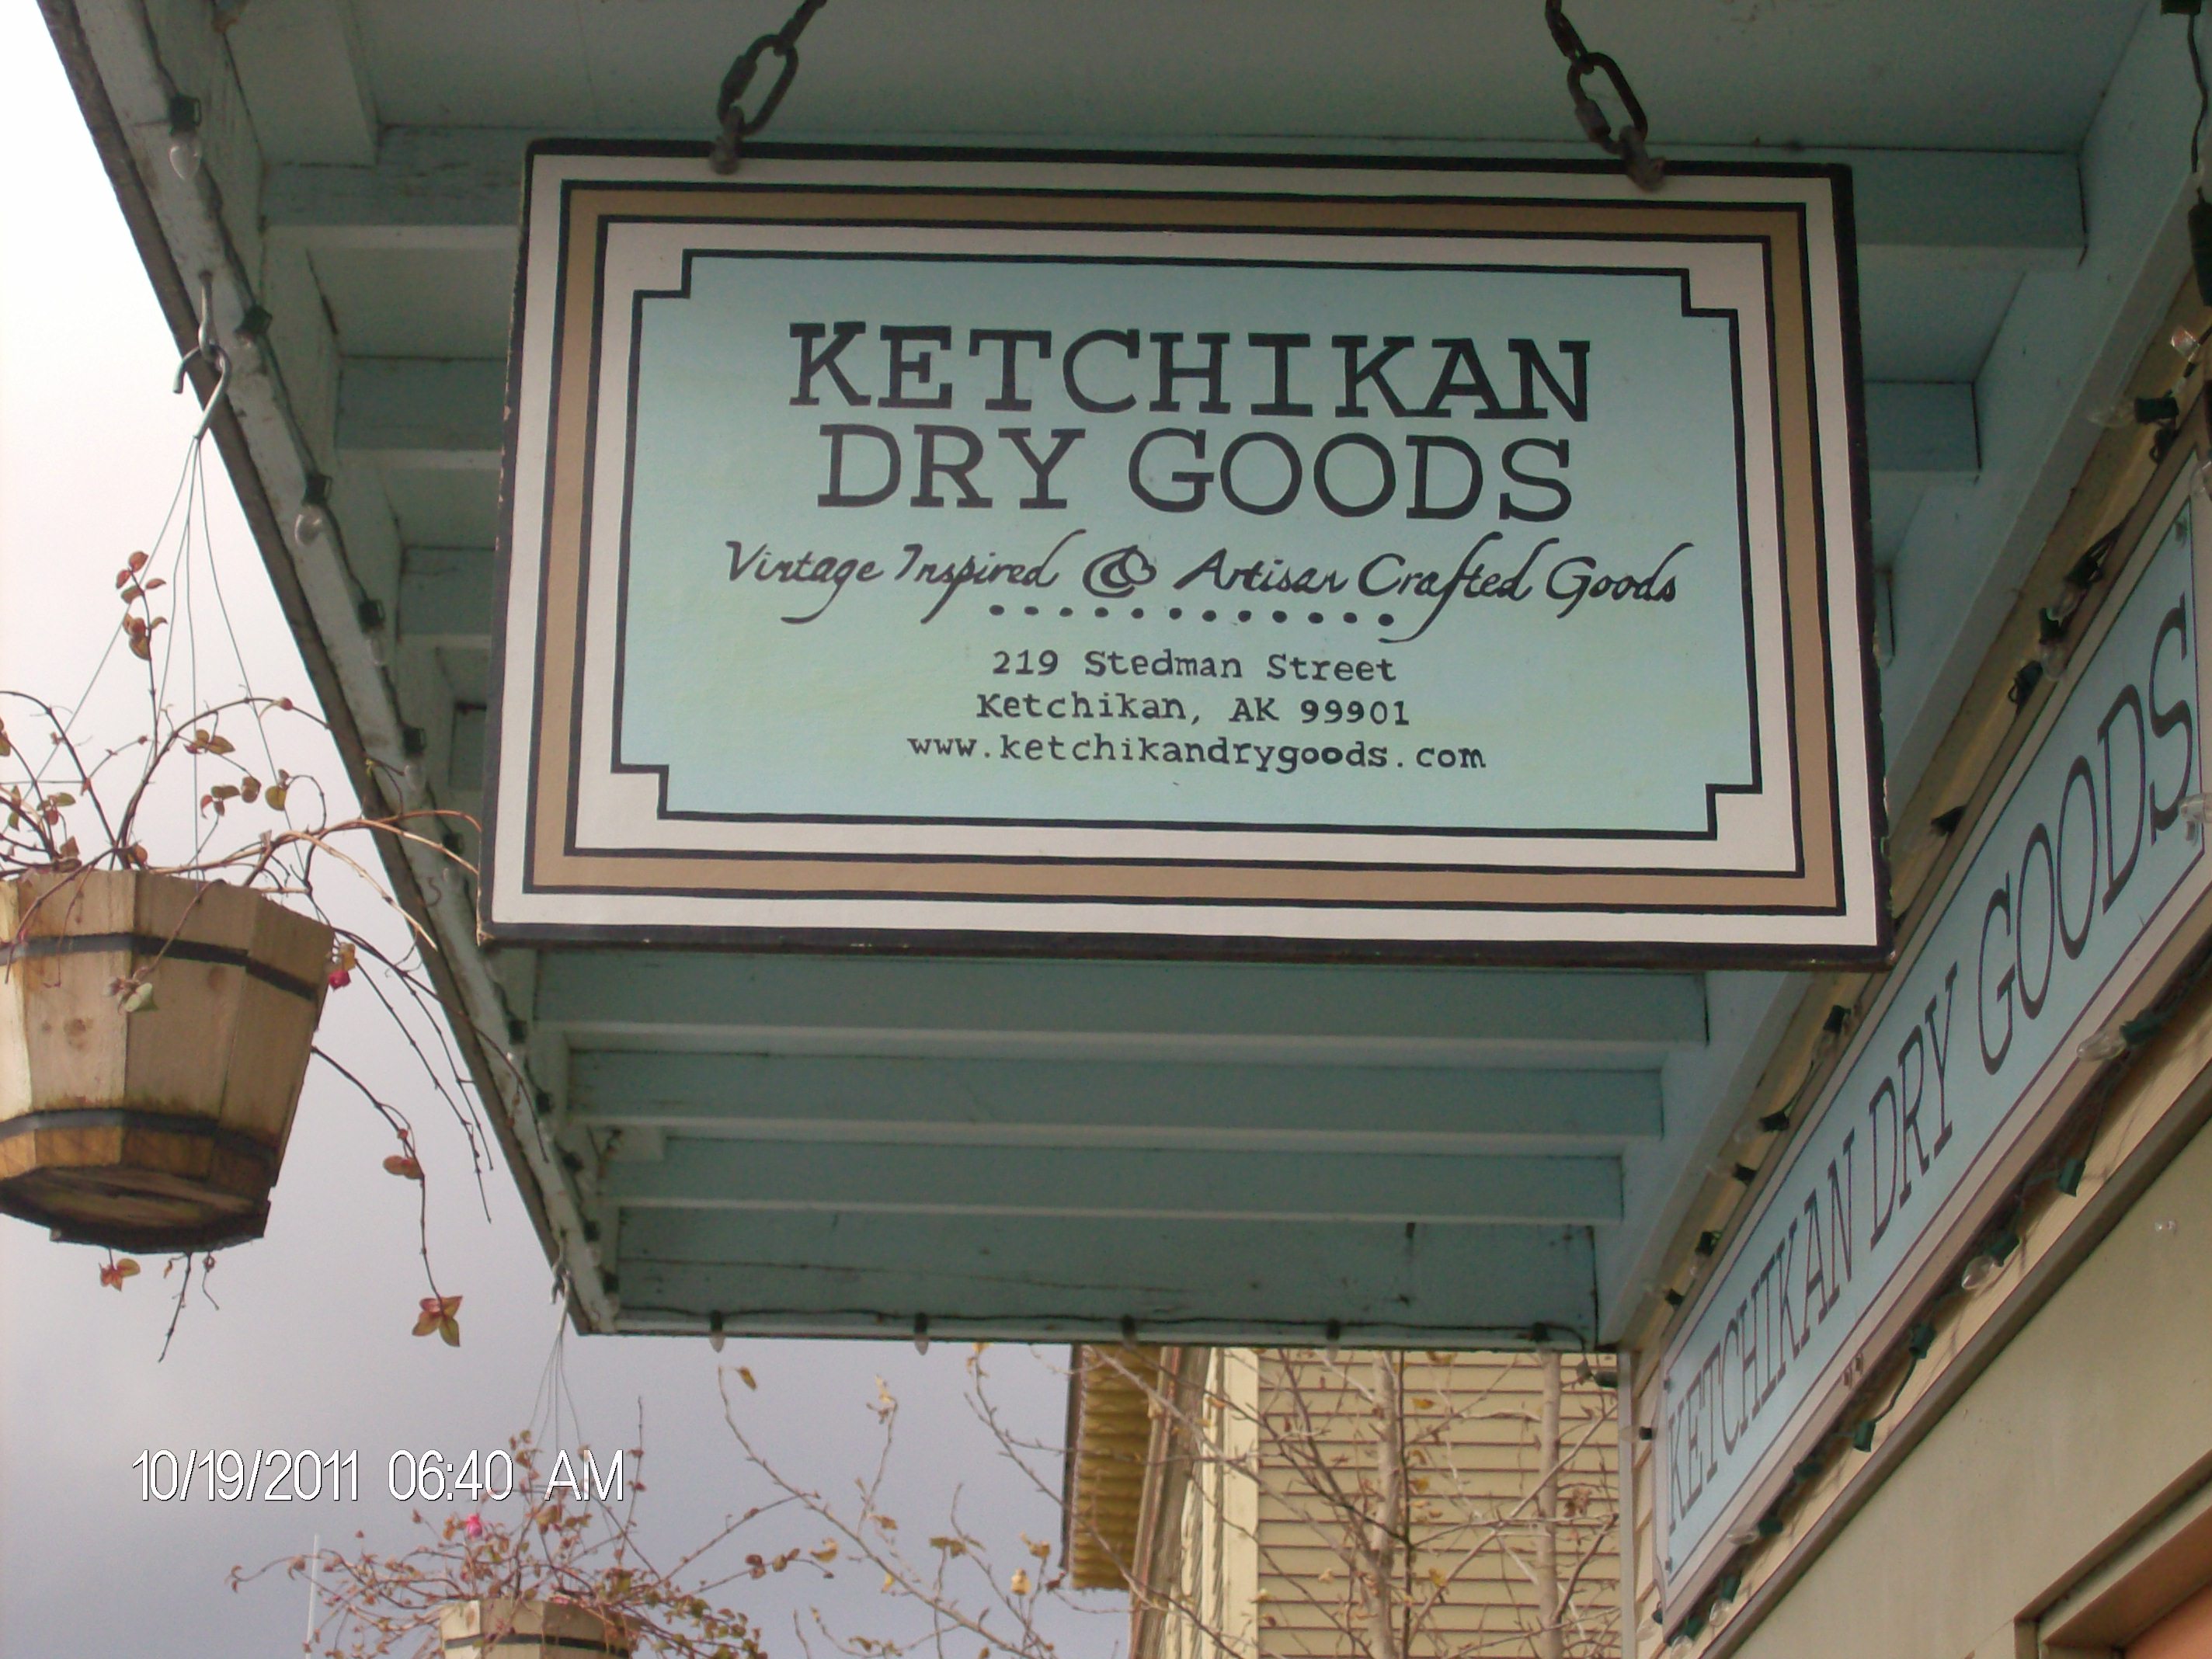 KETCHIKAN
DRY GOODS
Vintage Inspired & Artisan Crafted Goods
219 Stedman Street
Ketchikan, AK 99901
www.ketchikandrygoods.com
KETCHIKAN DRY GOODS
10/19/2011 06:40 AM